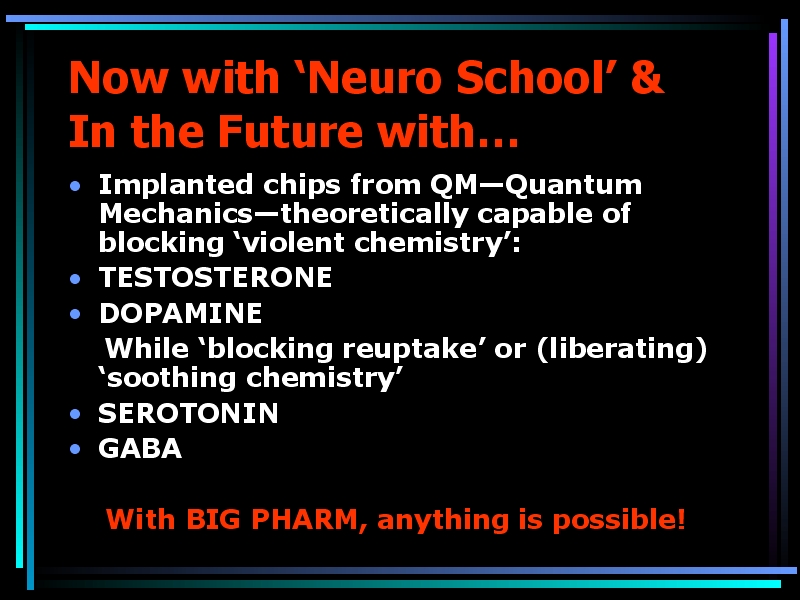 Now with ‘Neuro School’ &
In the Future with…
• Implanted chips from QM—Quantum
Mechanics—theoretically capable of
blocking ‘violent chemistry’:
• TESTOSTERONE
• DOPAMINE
While ‘blocking reuptake’ or (liberating)
‘soothing chemistry’
• SEROTONIN
• GABA
With BIG PHARM, anything is possible!